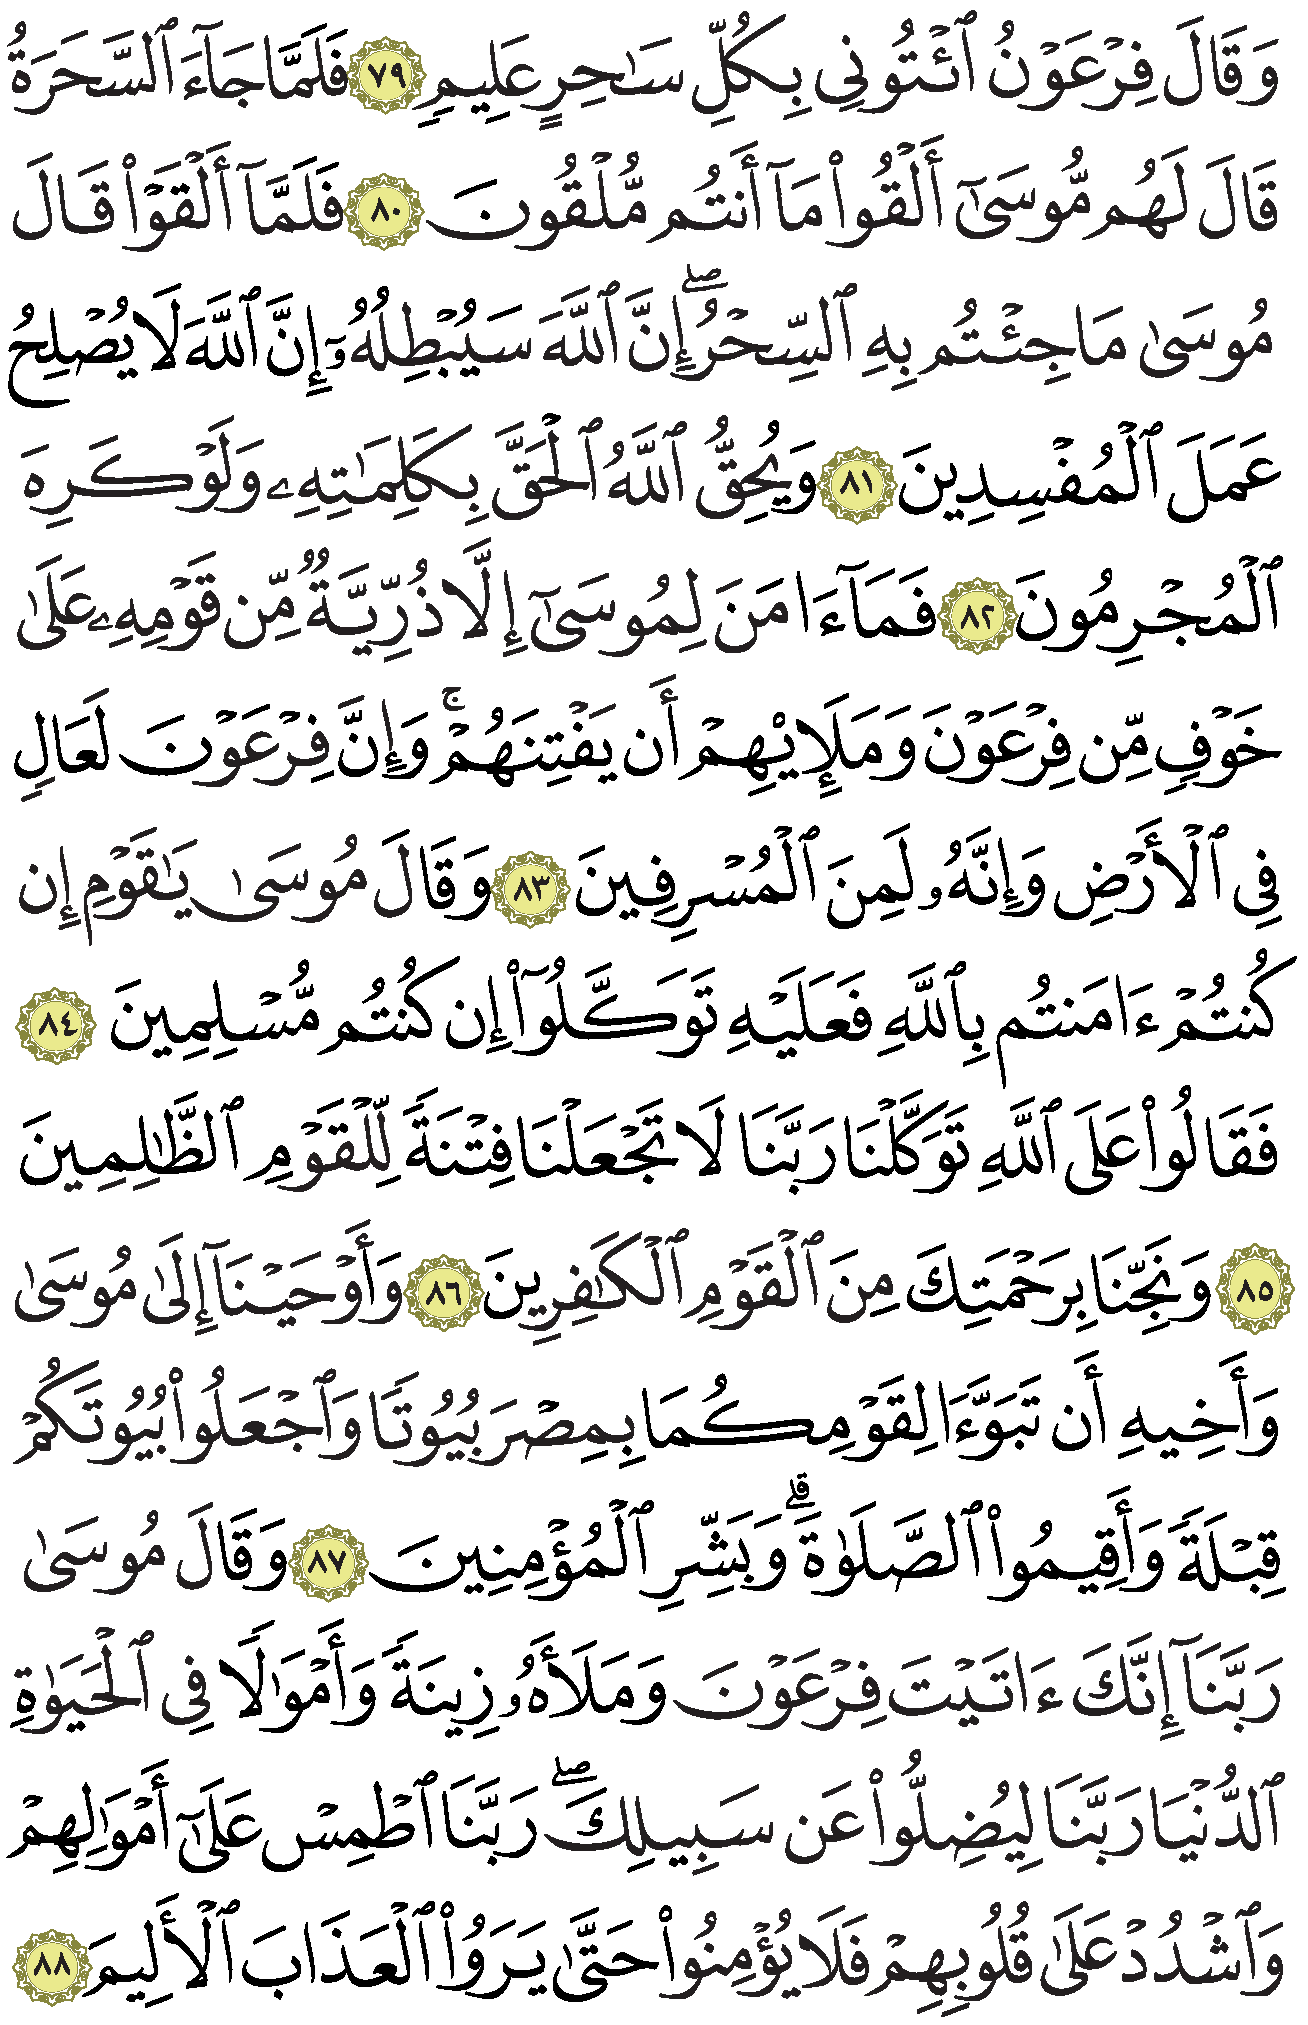 وَقَالَ فِرْعَوْنُ ٱئْتُونِى بِكُلِّ سَـٰحِرٍ عَلِيمٍ ٧٩ فَلَمَّا جَآءَ ٱلسَّحَرَةُ
قَالَ لَهُم مُّوسَىٰٓ أَلْقُوا۟ مَآ أَنتُم مُّلْقُونَ ٨٠ فَلَمَّآ أَلْقَوْا۟ قَالَ
مُوسَىٰ مَا جِئْتُم بِهِ ٱلسِّحْرُ ۖ إِنَّ ٱللَّهَ سَيُبْطِلُهُۥٓ إِنَّ ٱللَّهَ لَا يُصْلِحُ
عَمَلَ ٱلْمُفْسِدِينَ ٨١ وَيُحِقُّ ٱللَّهُ ٱلْحَقَّ بِكَلِمَـٰتِهِۦ وَلَوْ كَرِهَ
ٱلْمُجْرِمُونَ ٨٢ فَمَآ ءَامَنَ لِمُوسَىٰٓ إِلَّا ذُرِّيَّةٌ مِّن قَوْمِهِۦ عَلَىٰ
خَوْفٍ مِّن فِرْعَوْنَ وَمَلَإِي۟هِمْ أَن يَفْتِنَهُمْ ۚ وَإِنَّ فِرْعَوْنَ لَعَالٍ
فِى ٱلْأَرْضِ وَإِنَّهُۥ لَمِنَ ٱلْمُسْرِفِينَ ٨٣ وَقَالَ مُوسَىٰ يَـٰقَوْمِ إِن
كُنتُمْ ءَامَنتُم بِٱللَّهِ فَعَلَيْهِ تَوَكَّلُوٓا۟ إِن كُنتُم مُّسْلِمِينَ ٨٤
فَقَالُوا۟ عَلَى ٱللَّهِ تَوَكَّلْنَا رَبَّنَا لَا تَجْعَلْنَا فِتْنَةً لِّلْقَوْمِ ٱلظَّـٰلِمِينَ
٨٥ وَنَجِّنَا بِرَحْمَتِكَ مِنَ ٱلْقَوْمِ ٱلْكَـٰفِرِينَ ٨٦ وَأَوْحَيْنَآ إِلَىٰ مُوسَىٰ
وَأَخِيهِ أَن تَبَوَّءَا لِقَوْمِكُمَا بِمِصْرَ بُيُوتًا وَٱجْعَلُوا۟ بُيُوتَكُمْ
قِبْلَةً وَأَقِيمُوا۟ ٱلصَّلَوٰةَ ۗ وَبَشِّرِ ٱلْمُؤْمِنِينَ ٨٧ وَقَالَ مُوسَىٰ
رَبَّنَآ إِنَّكَ ءَاتَيْتَ فِرْعَوْنَ وَمَلَأَهُۥ زِينَةً وَأَمْوَٰلًا فِى ٱلْحَيَوٰةِ
ٱلدُّنْيَا رَبَّنَا لِيُضِلُّوا۟ عَن سَبِيلِكَ ۖ رَبَّنَا ٱطْمِسْ عَلَىٰٓ أَمْوَٰلِهِمْ
وَٱشْدُدْ عَلَىٰ قُلُوبِهِمْ فَلَا يُؤْمِنُوا۟ حَتَّىٰ يَرَوُا۟ ٱلْعَذَابَ ٱلْأَلِيمَ ٨٨